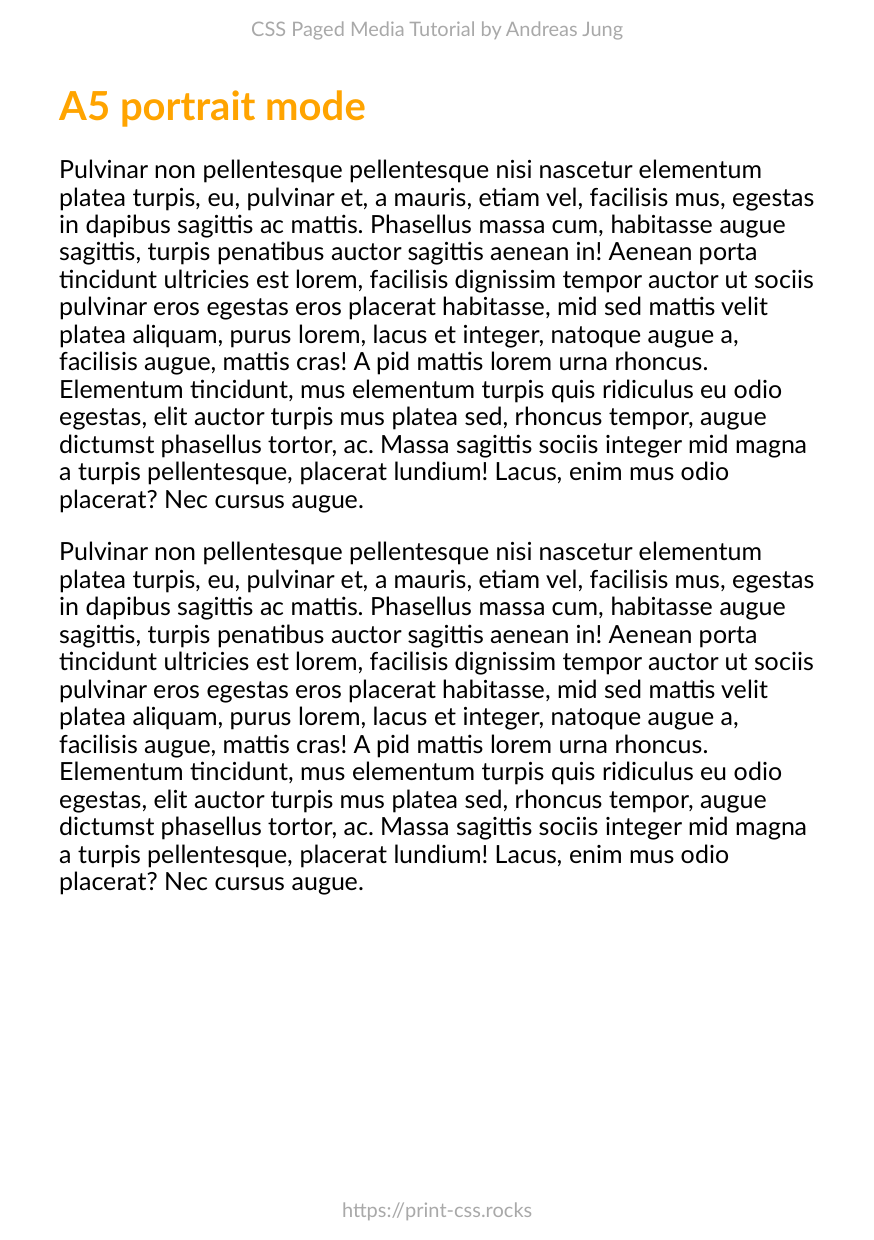 CSS Paged Media Tutorial by Andreas Jung
A5 portrait mode
Pulvinar non pellentesque pellentesque nisi nascetur elementum
platea turpis, eu, pulvinar et, a mauris, etiam vel, facilisis mus, egestas
in dapibus sagittis ac mattis. Phasellus massa cum, habitasse augue
sagittis, turpis penatibus auctor sagittis aenean in! Aenean porta
tincidunt ultricies est lorem, facilisis dignissim tempor auctor ut sociis
pulvinar eros egestas eros placerat habitasse, mid sed mattis velit
platea aliquam, purus lorem, lacus et integer, natoque augue a,
facilisis augue, mattis cras! A pid mattis lorem urna rhoncus.
Elementum tincidunt, mus elementum turpis quis ridiculus eu odio
egestas, elit auctor turpis mus platea sed, rhoncus tempor, augue
dictumst phasellus tortor, ac. Massa sagittis sociis integer mid magna
a turpis pellentesque, placerat lundium! Lacus, enim mus odio
placerat? Nec cursus augue.
Pulvinar non pellentesque pellentesque nisi nascetur elementum
platea turpis, eu, pulvinar et, a mauris, etiam vel, facilisis mus, egestas
in dapibus sagittis ac mattis. Phasellus massa cum, habitasse augue
sagittis, turpis penatibus auctor sagittis aenean in! Aenean porta
tincidunt ultricies est lorem, facilisis dignissim tempor auctor ut sociis
pulvinar eros egestas eros placerat habitasse, mid sed mattis velit
platea aliquam, purus lorem, lacus et integer, natoque augue a,
facilisis augue, mattis cras! A pid mattis lorem urna rhoncus.
Elementum tincidunt, mus elementum turpis quis ridiculus eu odio
egestas, elit auctor turpis mus platea sed, rhoncus tempor, augue
dictumst phasellus tortor, ac. Massa sagittis sociis integer mid magna
a turpis pellentesque, placerat lundium! Lacus, enim mus odio
placerat? Nec cursus augue.
https://print-css.rocks